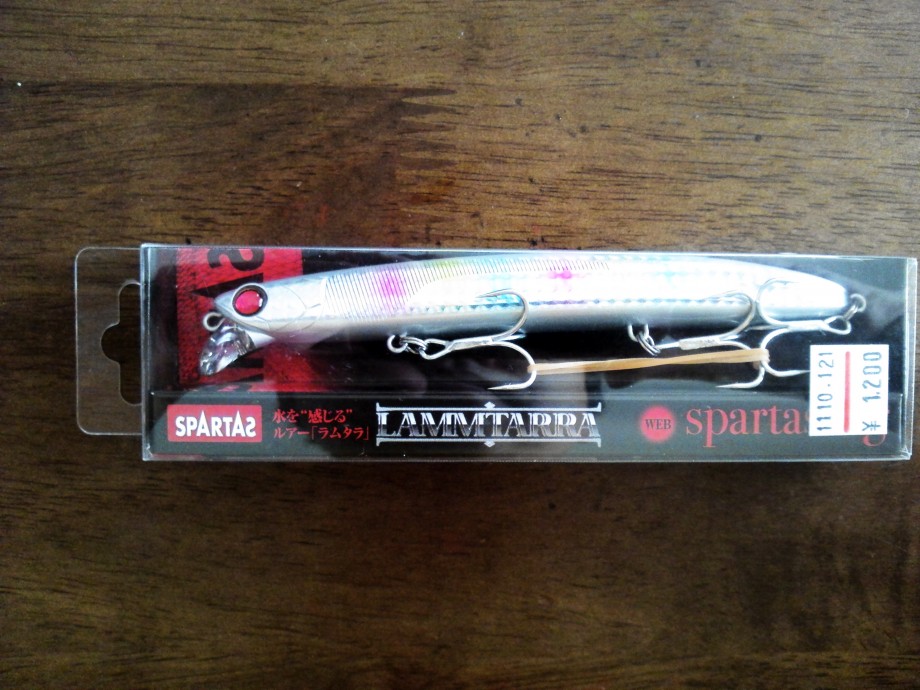 SPARTAS
水を“感じる”
ルアー「ラムタラ」
LAMMTARRA
WEB
spartas
1110.121
¥ 1,200